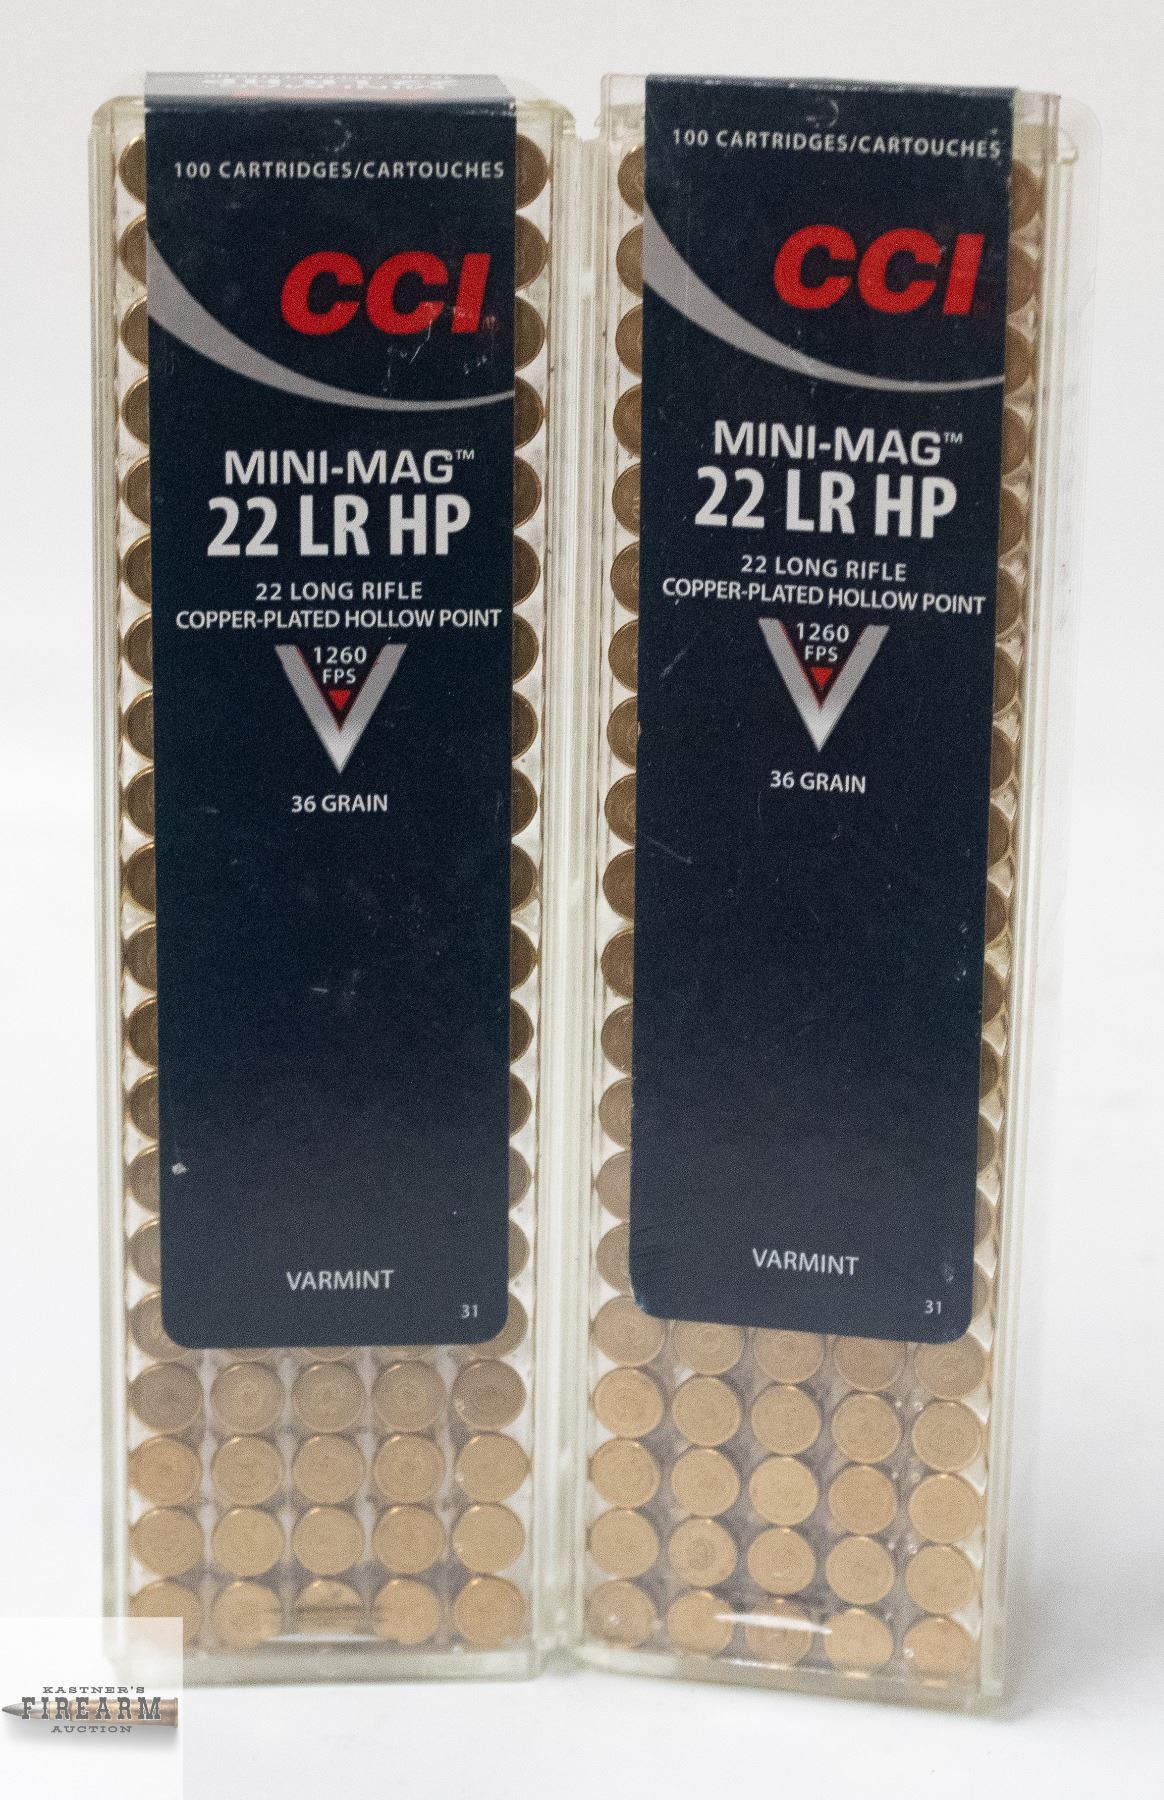 100 CARTRIDGES/CARTOUCHES
CCI
MINI-MAG™
22 LR HP
22 LONG RIFLE
COPPER-PLATED HOLLOW POINT
1260
FPS
36 GRAIN
VARMINT
31
100 CARTRIDGES/CARTOUCHES
CCI
MINI-MAG™
22 LR HP
22 LONG RIFLE
COPPER-PLATED HOLLOW POINT
1260
FPS
36 GRAIN
VARMINT
31
KASTNER'S
FIREARM
AUCTION